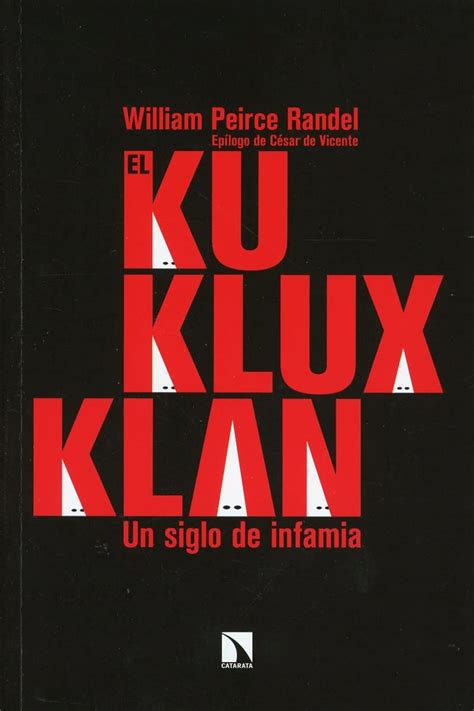 William Peirce Randel
Epílogo de César de Vicente
EL
KU
KLUX
KLAN
Un siglo de infamia
CATARATA